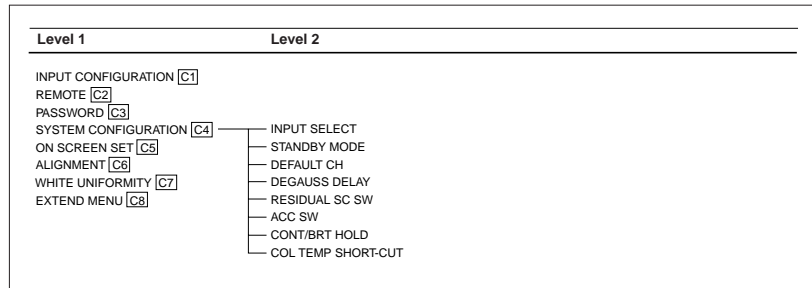 Level 1 Level 2
INPUT CONFIGURATION C1
REMOTE C2
PASSWORD C3
SYSTEM CONFIGURATION C4 INPUT SELECT
ON SCREEN SET C5 STANDBY MODE
ALIGNMENT C6 DEFAULT CH
WHITE UNIFORMITY C7 DEGAUSS DELAY
EXTEND MENU C8 RESIDUAL SC SW
ACC SW
CONT/BRT HOLD
COL TEMP SHORT-CUT